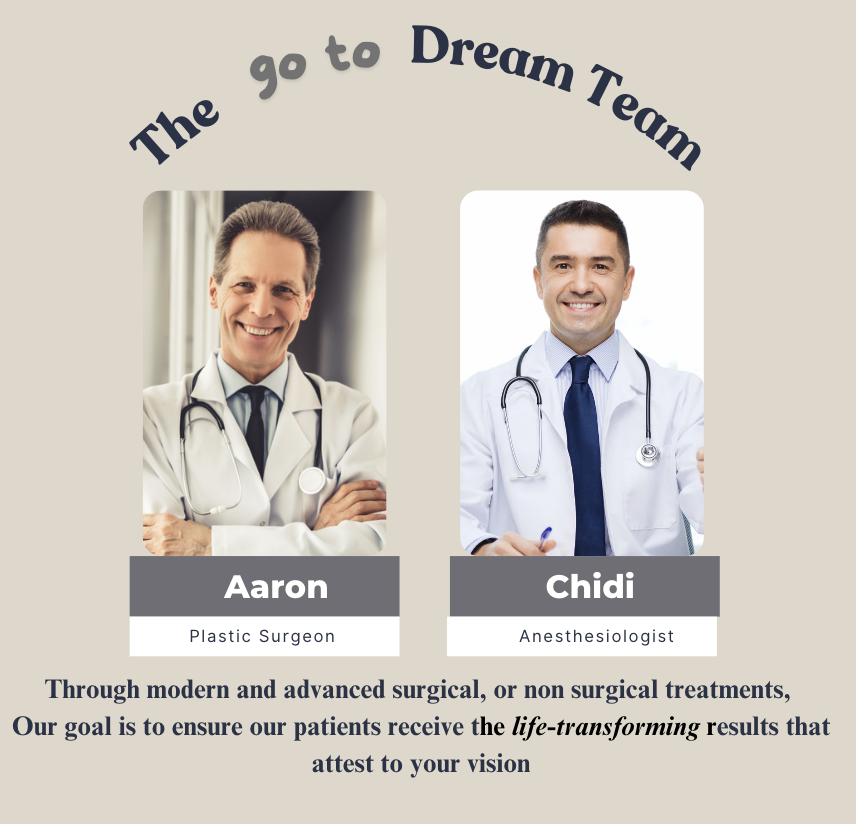 The go to Dream Team
Aaron
Plastic Surgeon
Chidi
Anesthesiologist
Through modern and advanced surgical, or non surgical treatments,
Our goal is to ensure our patients receive the life-transforming results that
attest to your vision